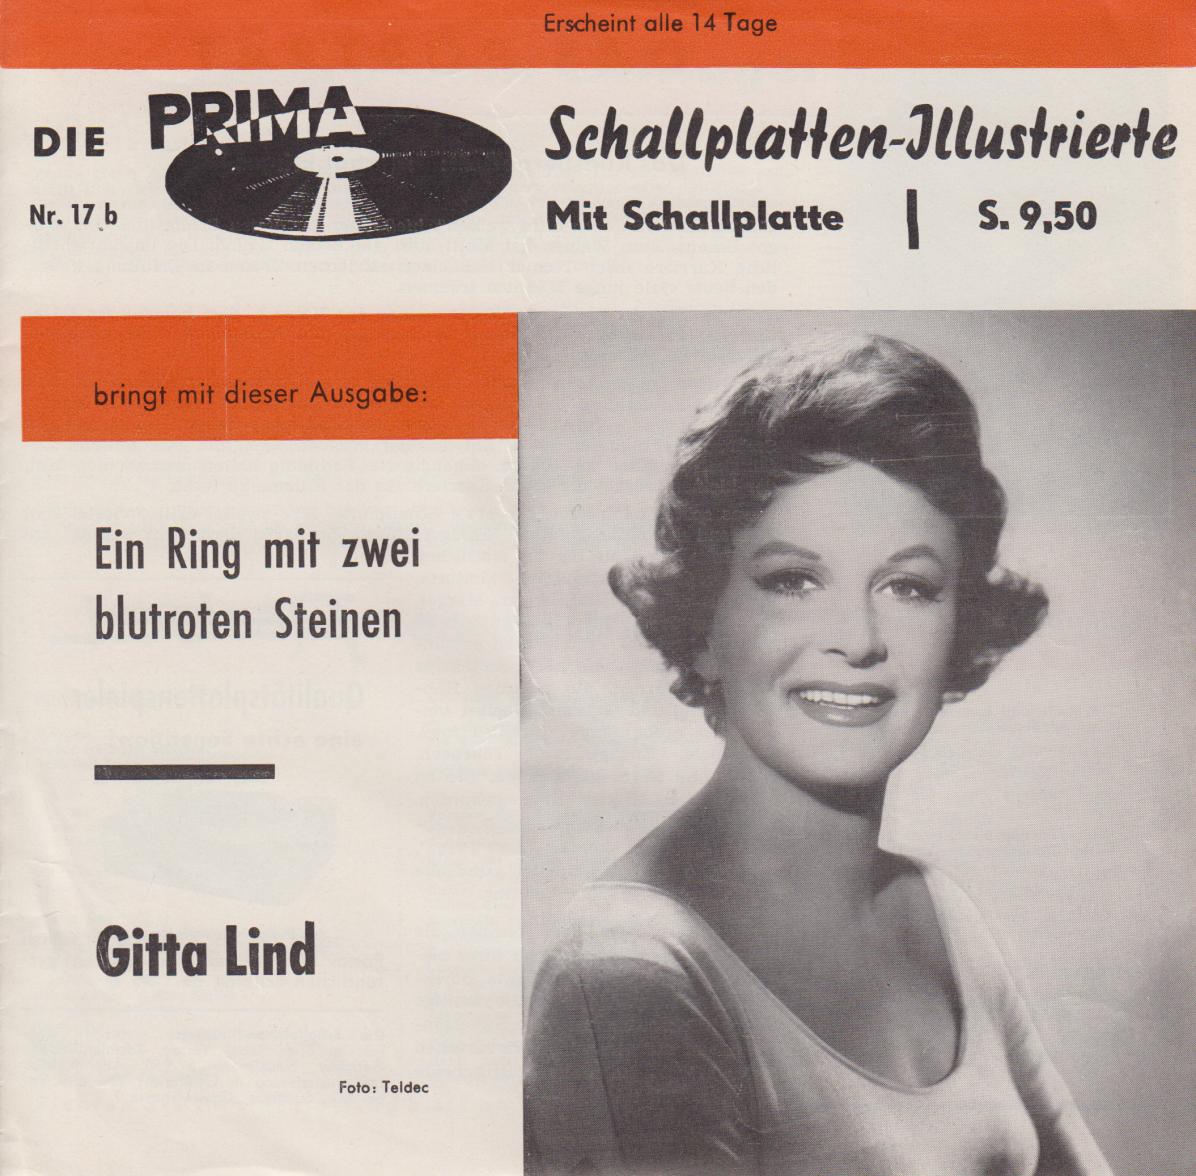 Erscheint alle 14 Tage
DIE PRIMA Schallplatten-Illustrierte
Nr. 17 b
Mit Schallplatte | S. 9,50
bringt mit dieser Ausgabe:
Ein Ring mit zwei
blutroten Steinen
Gitta Lind
Foto: Teldec